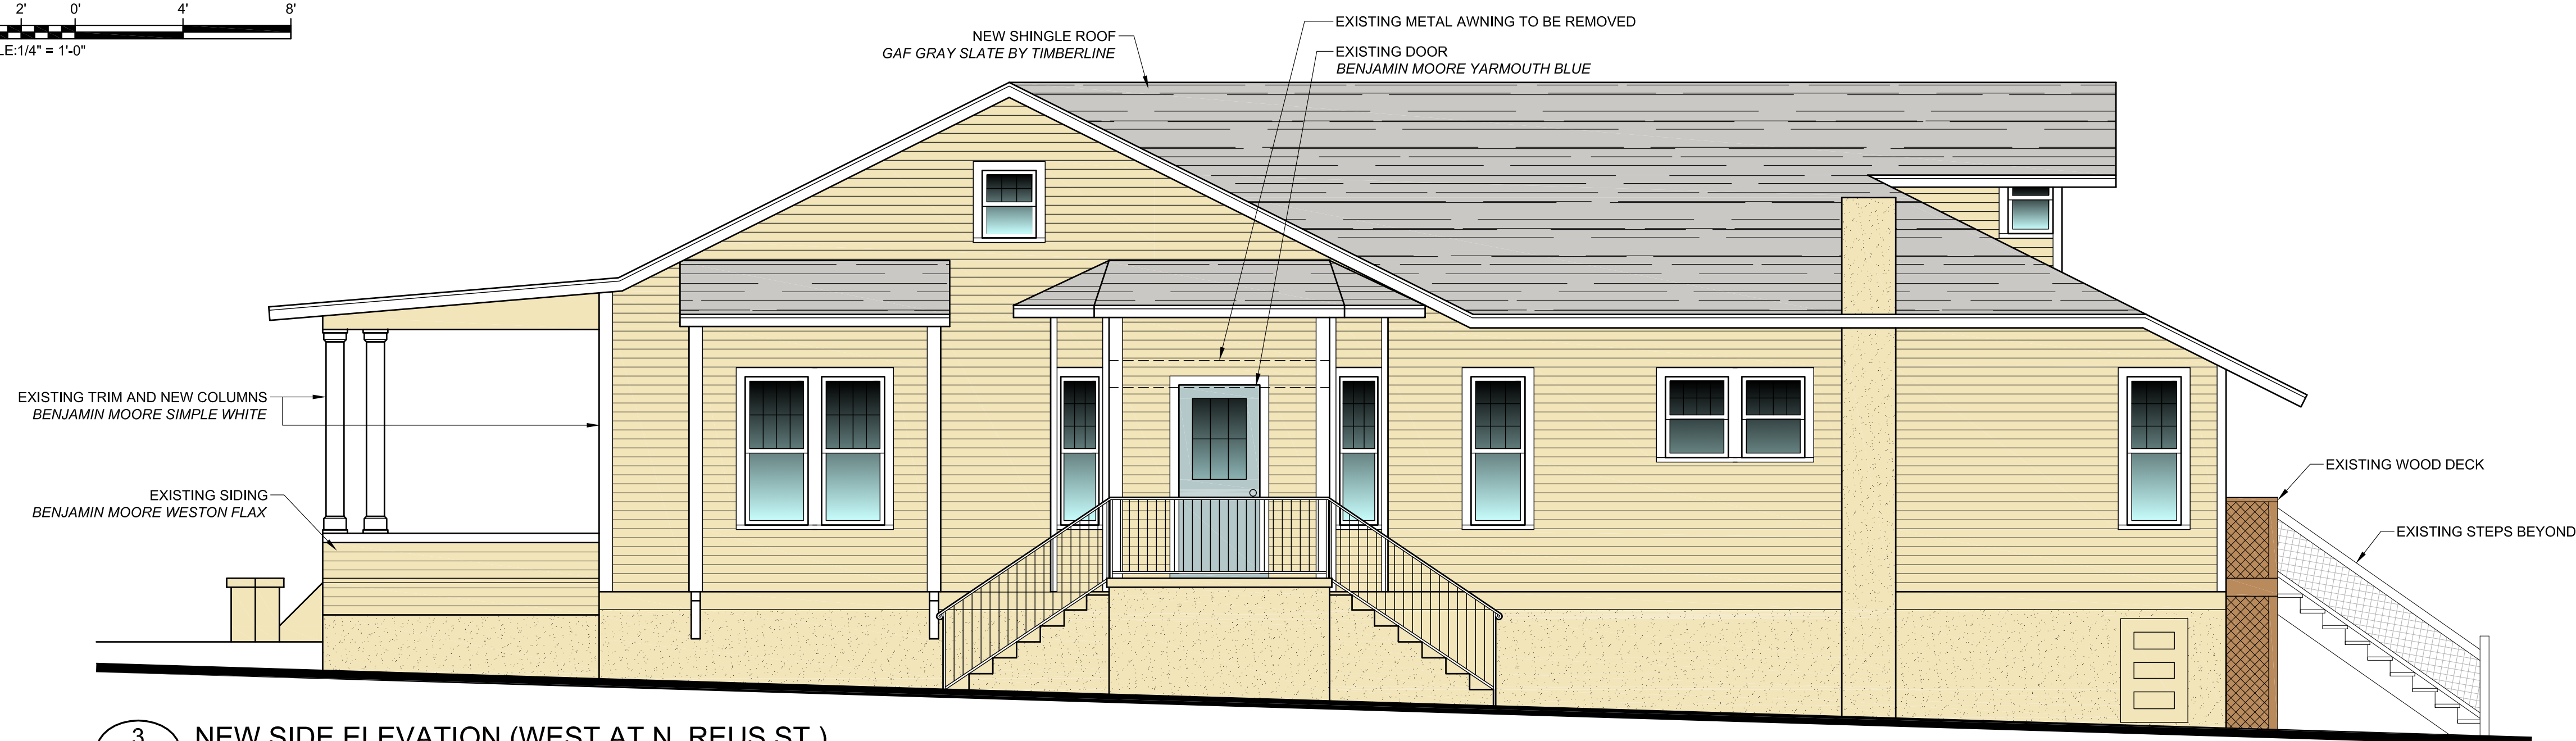 2' 0' 4' 8'
LE:1/4" = 1'-0"
EXISTING METAL AWNING TO BE REMOVED
NEW SHINGLE ROOF
GAF GRAY SLATE BY TIMBERLINE
EXISTING DOOR
BENJAMIN MOORE YARMOUTH BLUE
EXISTING TRIM AND NEW COLUMNS
BENJAMIN MOORE SIMPLE WHITE
EXISTING WOOD DECK
EXISTING SIDING
BENJAMIN MOORE WESTON FLAX
EXISTING STEPS BEYOND
3
NEW SIDE ELEVATION (WEST AT N. REUS ST.)